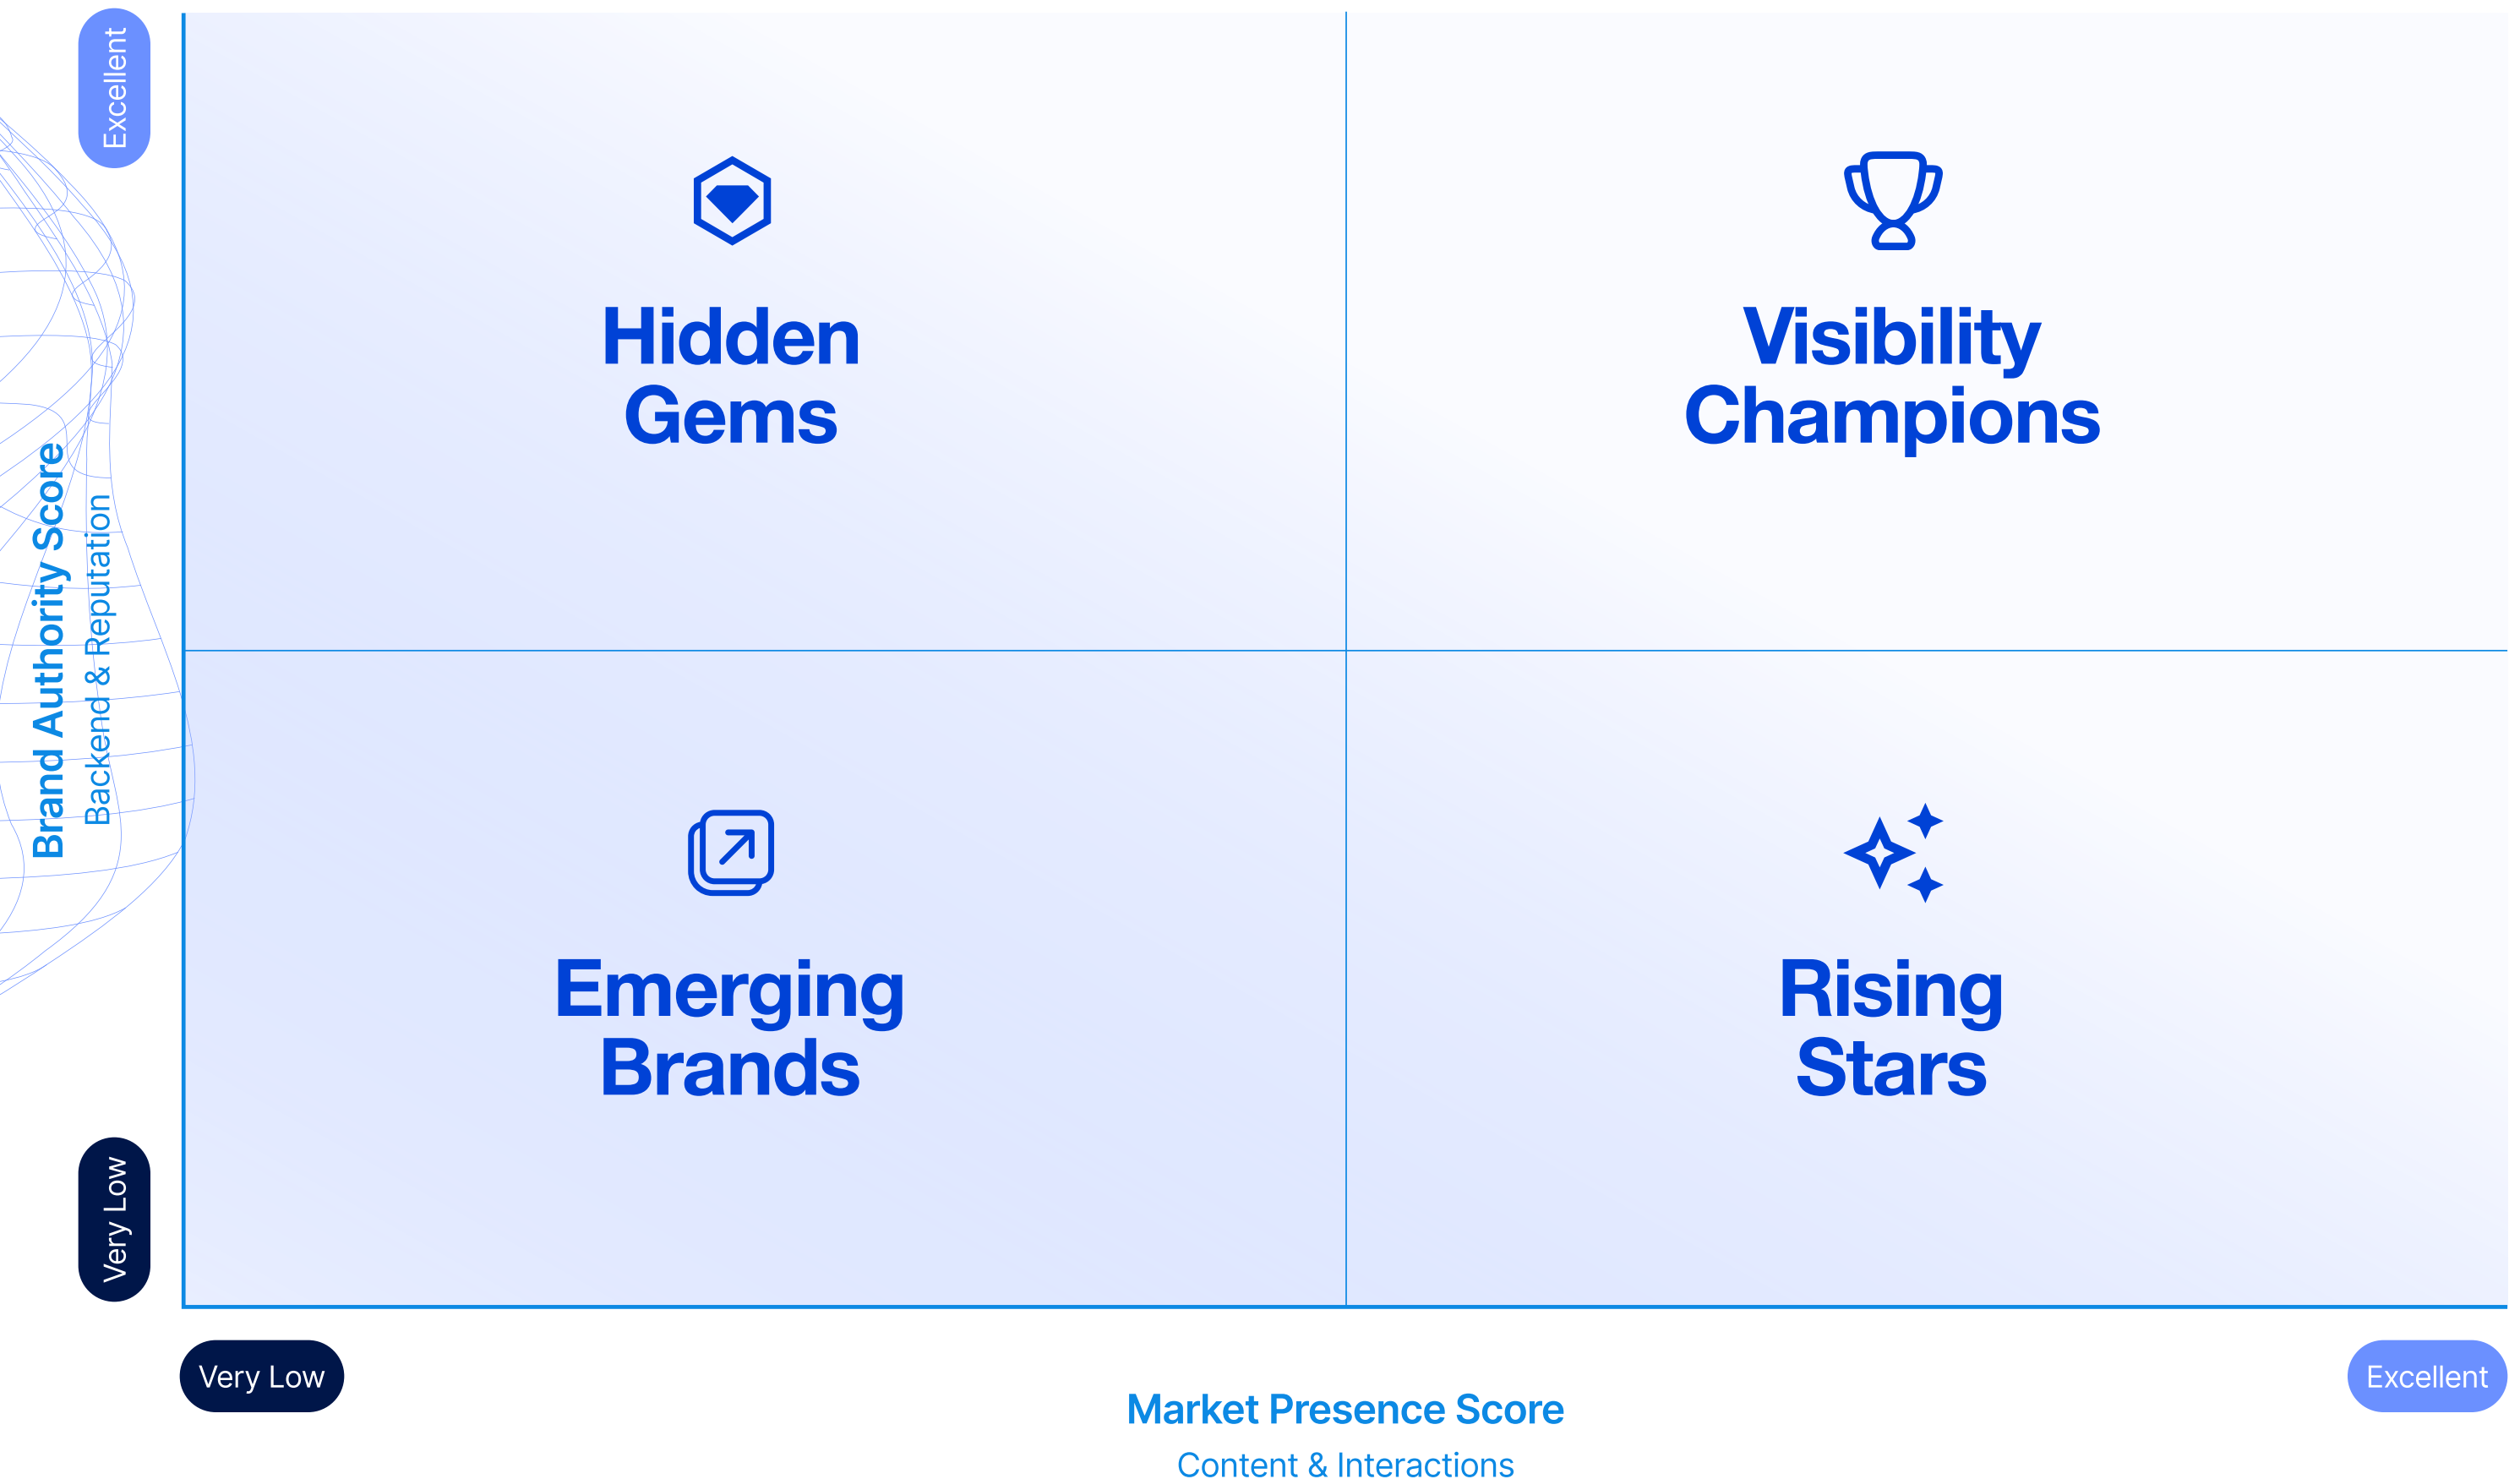 Excellent
Brand Authority Score
Backend & Reputation
Very Low
Hidden
Gems
Visibility
Champions
Emerging
Brands
Rising
Stars
Very Low
Excellent
Market Presence Score
Content & Interactions